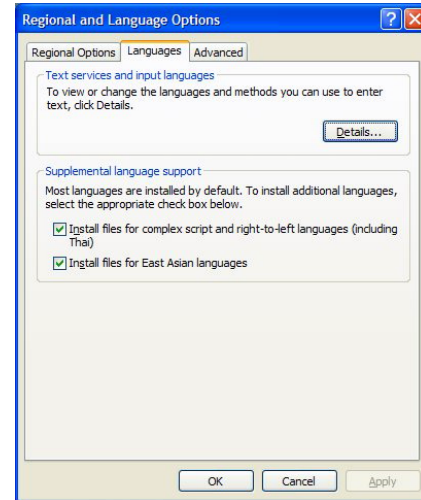 Regional and Language Options
Regional Options Languages Advanced
Text services and input languages
To view or change the languages and methods you can use to enter
text, click Details.
Details...
Supplemental language support
Most languages are installed by default. To install additional languages,
select the appropriate check box below.
Install files for complex script and right-to-left languages (including
Thai)
Install files for East Asian languages
OK Cancel Apply